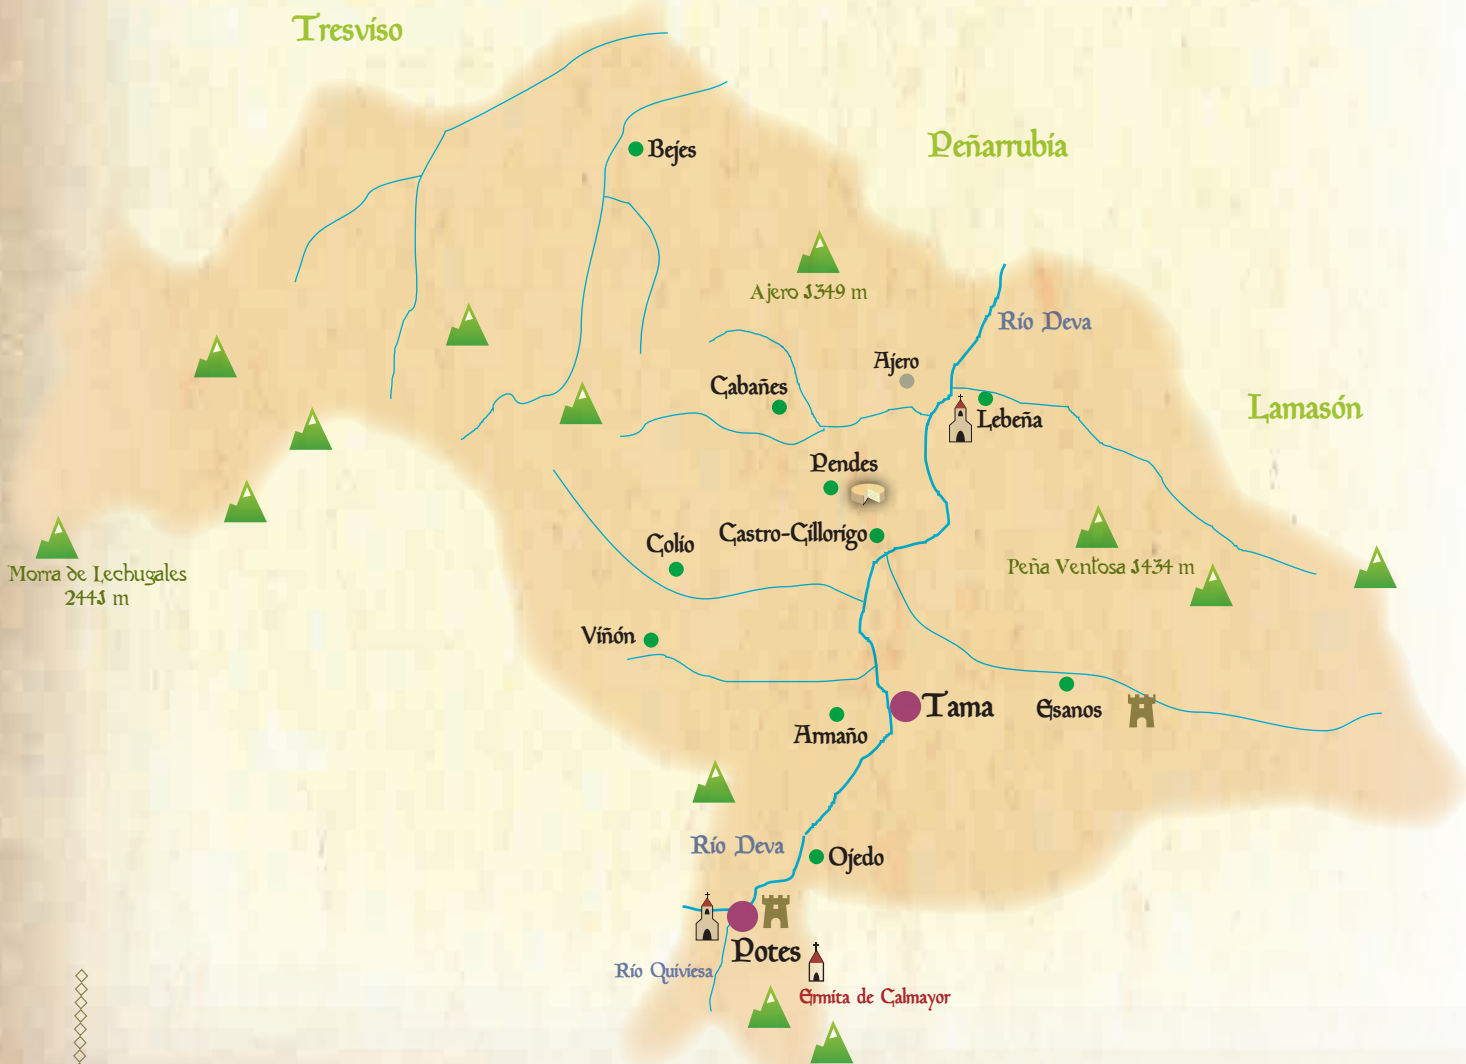 Tresviso
Peñarrubia
Bejes
Ajero 1349 m
Río Deva
Ajero
Cabañes
Lebeña
Lamasón
Pendes
Castro-Cillorigo
Colio
Peña Ventosa 1434 m
Morra de Lechugales
2441 m
Viñón
Tama
Esanos
Armaño
Río Deva
Ojedo
Potes
Río Quiviesa
Ermita de Calmayor